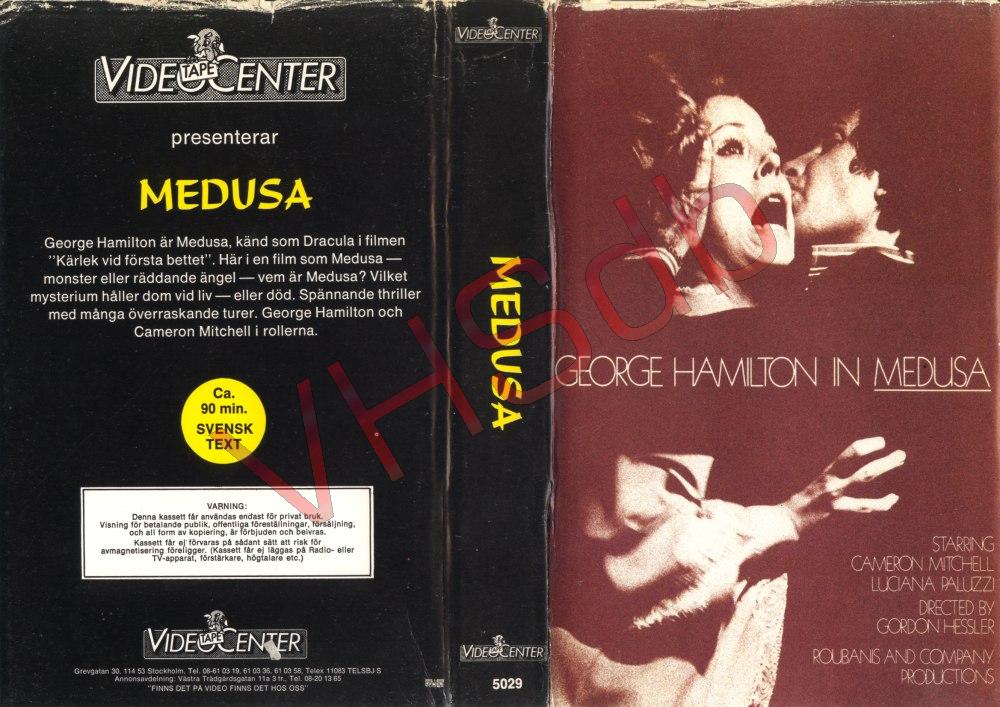 VIDEO TAPE CENTER
presenterar
MEDUSA
George Hamilton är Medusa, känd som Dracula i filmen
"Kärlek vid första bettet". Här i en film som Medusa —
monster eller räddande ängel — vem är Medusa? Vilket
mysterium håller dom vid liv — eller död. Spännande thriller
med många överraskande turer. George Hamilton och
Cameron Mitchell i rollerna.
Ca.
90 min.
SVENSK
TEXT
VARNING:
Denna kassett får användas endast för privat bruk.
Visning för betalande publik, offentliga föreställningar, försäljning,
och all form av kopiering, är förbjuden och beivras.
Kassett får ej förvaras på sådant sätt att risk för
avmagnetisering föreligger. (Kassett får ej läggas på Radio- eller
TV-apparat, förstärkare, högtalare etc.)
VIDEO TAPE CENTER
Grevgatan 30, 114 53 Stockholm, Tel. 08-61 03 19, 61 03 36, 61 03 58, Telex 11083 TELSBJ-S
Annonsavdelning: Västra Trädgårdsgatan 11a 3 tr., Tel. 08-20 13 65
"FINNS DET PÅ VIDEO FINNS DET HOS OSS"
VIDEO TAPE CENTER
MEDUSA
VIDEO TAPE CENTER
5029
GEORGE HAMILTON IN MEDUSA
STARRING
CAMERON MITCHELL
LUCIANA PALUZZI
DIRECTED BY
GORDON HESSLER
ROUBANIS AND COMPANY
PRODUCTIONS
VHSdb